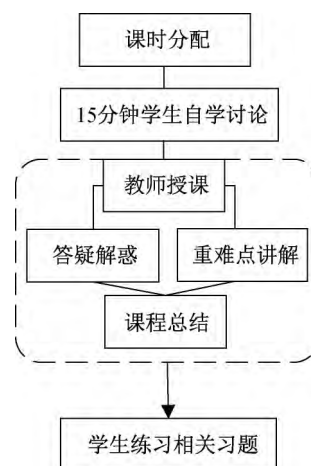 课时分配
15分钟学生自学讨论
教师授课
答疑解惑
重难点讲解
课程总结
学生练习相关习题